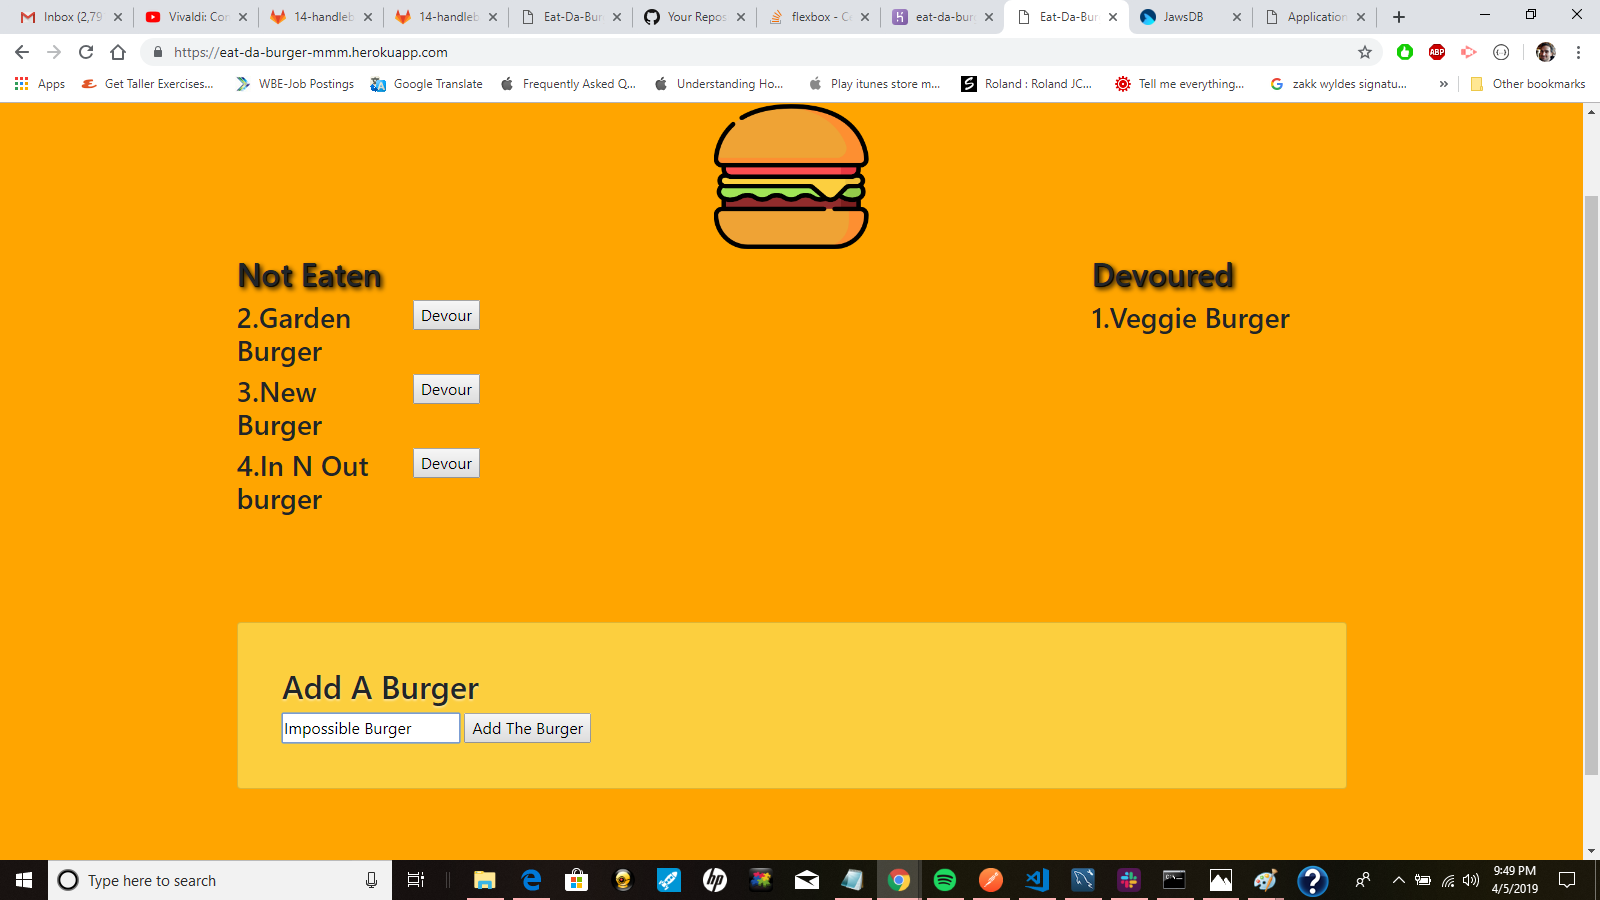 Inbox (2,79
Vivaldi: Con
14-handleb
14-handleb
Eat-Da-Bur
Your Repos
flexbox - C
eat-da-bur
Eat-Da-Bur
JawsDB
Application
https://eat-da-burger-mmm.herokuapp.com
ABP
Apps
Get Taller Exercises...
WBE-Job Postings
Google Translate
Frequently Asked Q...
Understanding Ho...
Play itunes store m...
Roland : Roland JC...
Tell me everything...
zakk wyldes signatu...
»
Other bookmarks
Not Eaten
2.Garden
Burger
Devour
3.New
Burger
Devour
4.In N Out
burger
Devour
Devoured
1.Veggie Burger
Add A Burger
Impossible Burger
Add The Burger
Type here to search
9:49 PM
4/5/2019